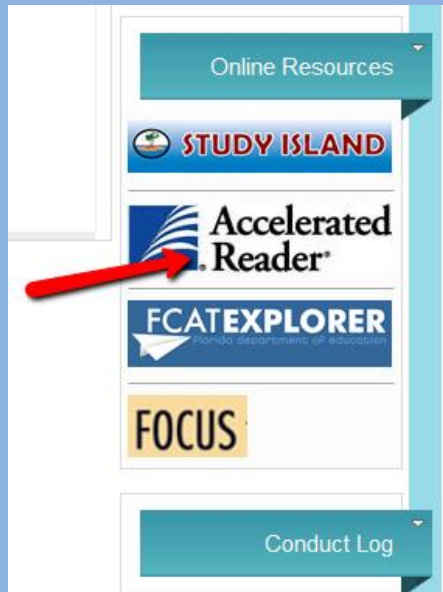 Online Resources
STUDY ISLAND
Accelerated
Reader®
FCATEXPLORER
Florida department of education
FOCUS
Conduct Log